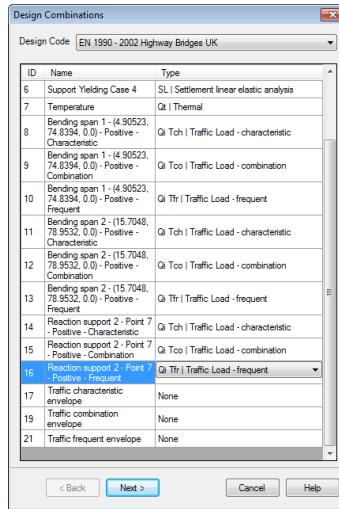 Design Combinations
Design Code EN 1990 - 2002 Highway Bridges UK
ID Name Type
6 Support Yielding Case 4 SL | Settlement linear elastic analysis
7 Temperature Qt | Thermal
Bending span 1 - (4.90523,
8 74.8394, 0.0) - Positive - Qi Tch | Traffic Load - characteristic
Characteristic
Bending span 1 - (4.90523,
9 74.8394, 0.0) - Positive - Qi Tco | Traffic Load - combination
Combination
Bending span 1 - (4.90523,
10 74.8394, 0.0) - Positive - Qi Tfr | Traffic Load - frequent
Frequent
Bending span 2 - (15.7048,
11 78.9532, 0.0) - Positive - Qi Tch | Traffic Load - characteristic
Characteristic
Bending span 2 - (15.7048,
12 78.9532, 0.0) - Positive - Qi Tco | Traffic Load - combination
Combination
Bending span 2 - (15.7048,
13 78.9532, 0.0) - Positive - Qi Tfr | Traffic Load - frequent
Frequent
14 Reaction support 2 - Point 7 Qi Tch | Traffic Load - characteristic
- Positive - Characteristic
15 Reaction support 2 - Point 7 Qi Tco | Traffic Load - combination
- Positive - Combination
16 Reaction support 2 - Point 7 Qi Tfr | Traffic Load - frequent
- Positive - Frequent
17 Traffic characteristic None
envelope
19 Traffic combination None
envelope
21 Traffic frequent envelope None
< Back Next > Cancel Help